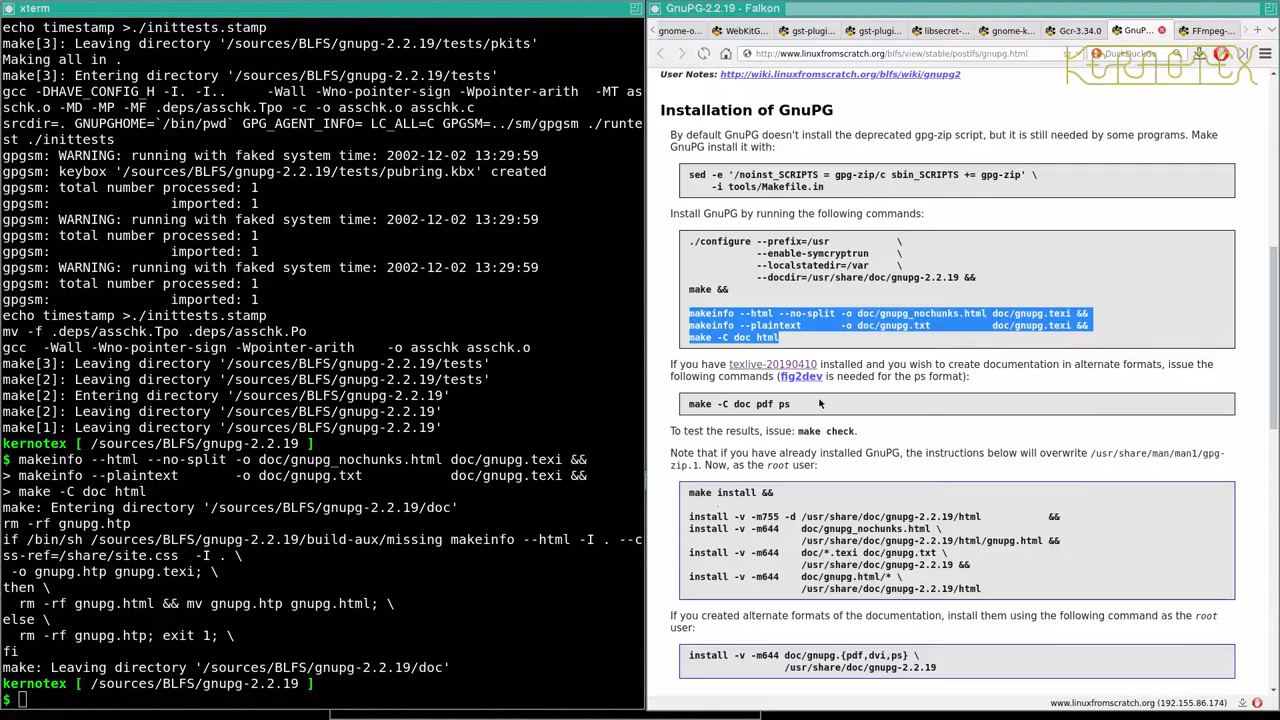 xterm
echo timestamp >./inittests.stamp
make[3]: Leaving directory '/sources/BLFS/gnupg-2.2.19/tests/pkits'
Making all in .
make[3]: Entering directory '/sources/BLFS/gnupg-2.2.19/tests'
gcc -DHAVE_CONFIG_H -I. -I..    -Wall -Wno-pointer-sign -Wpointer-arith  -MT as
schk.o -MD -MP -MF .deps/asschk.Tpo -c -o asschk.o asschk.c
srcdir=. GNUPGHOME=`/bin/pwd` GPG_AGENT_INFO= LC_ALL=C GPGSM=../sm/gpgsm ./runte
st ./inittests
gpgsm: WARNING: running with faked system time: 2002-12-02 13:29:59
gpgsm: keybox '/sources/BLFS/gnupg-2.2.19/tests/pubring.kbx' created
gpgsm: total number processed: 1
gpgsm:               imported: 1
gpgsm: WARNING: running with faked system time: 2002-12-02 13:29:59
gpgsm: total number processed: 1
gpgsm:               imported: 1
gpgsm: WARNING: running with faked system time: 2002-12-02 13:29:59
gpgsm: total number processed: 1
gpgsm:               imported: 1
echo timestamp >./inittests.stamp
mv -f .deps/asschk.Tpo .deps/asschk.Po
gcc  -Wall -Wno-pointer-sign -Wpointer-arith    -o asschk asschk.o
make[3]: Leaving directory '/sources/BLFS/gnupg-2.2.19/tests'
make[2]: Leaving directory '/sources/BLFS/gnupg-2.2.19/tests'
make[2]: Entering directory '/sources/BLFS/gnupg-2.2.19'
make[2]: Leaving directory '/sources/BLFS/gnupg-2.2.19'
make[1]: Leaving directory '/sources/BLFS/gnupg-2.2.19'
kernotex [ /sources/BLFS/gnupg-2.2.19 ]
$ makeinfo --html --no-split -o doc/gnupg_nochunks.html doc/gnupg.texi &&
> makeinfo --plaintext       -o doc/gnupg.txt           doc/gnupg.texi &&
> make -C doc html
make: Entering directory '/sources/BLFS/gnupg-2.2.19/doc'
rm -rf gnupg.htp
if /bin/sh /sources/BLFS/gnupg-2.2.19/build-aux/missing makeinfo --html -I . --c
ss-ref=/share/site.css  -I . \
 -o gnupg.htp gnupg.texi; \
then \
  rm -rf gnupg.html && mv gnupg.htp gnupg.html; \
else \
  rm -rf gnupg.htp; exit 1; \
fi
make: Leaving directory '/sources/BLFS/gnupg-2.2.19/doc'
kernotex [ /sources/BLFS/gnupg-2.2.19 ]
$
GnuPG-2.2.19 - Falkon
gnome-o... WebKitG... gst-plugi... gst-plugi... libsecret-... gnome-k... Gcr-3.34.0 GnuP... FFmpeg-...
http://www.linuxfromscratch.org/blfs/view/stable/postlfs/gnupg.html DuckDuckGo
KERNOTEX
User Notes: http://wiki.linuxfromscratch.org/blfs/wiki/gnupg2
Installation of GnuPG
By default GnuPG doesn't install the deprecated gpg-zip script, but it is still needed by some programs. Make
GnuPG install it with:
sed -e '/noinst_SCRIPTS = gpg-zip/c sbin_SCRIPTS += gpg-zip' \
-i tools/Makefile.in
Install GnuPG by running the following commands:
./configure --prefix=/usr            \
--enable-symcryptrun     \
--localstatedir=/var     \
--docdir=/usr/share/doc/gnupg-2.2.19 &&
make &&
makeinfo --html --no-split -o doc/gnupg_nochunks.html doc/gnupg.texi &&
makeinfo --plaintext       -o doc/gnupg.txt           doc/gnupg.texi &&
make -C doc html
If you have texlive-20190410 installed and you wish to create documentation in alternate formats, issue the
following commands (fig2dev is needed for the ps format):
make -C doc pdf ps
To test the results, issue: make check.
Note that if you have already installed GnuPG, the instructions below will overwrite /usr/share/man/man1/gpg-
zip.1. Now, as the root user:
make install &&
install -v -m755 -d /usr/share/doc/gnupg-2.2.19/html            &&
install -v -m644    doc/gnupg_nochunks.html \
/usr/share/doc/gnupg-2.2.19/html/gnupg.html &&
install -v -m644    doc/*.texi doc/gnupg.txt \
/usr/share/doc/gnupg-2.2.19 &&
install -v -m644    doc/gnupg.html/* \
/usr/share/doc/gnupg-2.2.19/html
If you created alternate formats of the documentation, install them using the following command as the root
user:
install -v -m644 doc/gnupg.{pdf,dvi,ps} \
/usr/share/doc/gnupg-2.2.19
www.linuxfromscratch.org (192.155.86.174)